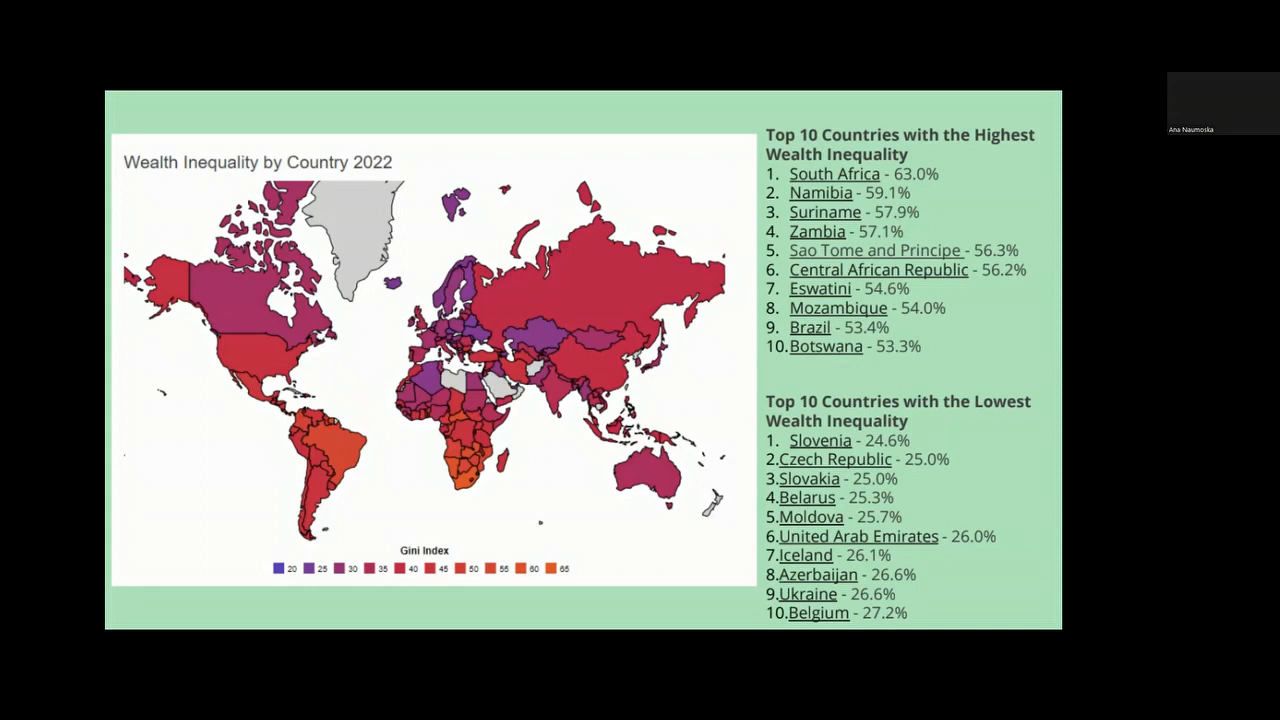 Wealth Inequality by Country 2022
Gini Index
20 25 30 35 40 45 50 55 60 65
Top 10 Countries with the Highest
Wealth Inequality
1. South Africa - 63.0%
2. Namibia - 59.1%
3. Suriname - 57.9%
4. Zambia - 57.1%
5. Sao Tome and Principe - 56.3%
6. Central African Republic - 56.2%
7. Eswatini - 54.6%
8. Mozambique - 54.0%
9. Brazil - 53.4%
10.Botswana - 53.3%
Top 10 Countries with the Lowest
Wealth Inequality
1. Slovenia - 24.6%
2.Czech Republic - 25.0%
3.Slovakia - 25.0%
4.Belarus - 25.3%
5.Moldova - 25.7%
6.United Arab Emirates - 26.0%
7.Iceland - 26.1%
8.Azerbaijan - 26.6%
9.Ukraine - 26.6%
10.Belgium - 27.2%
Ana Naumoska